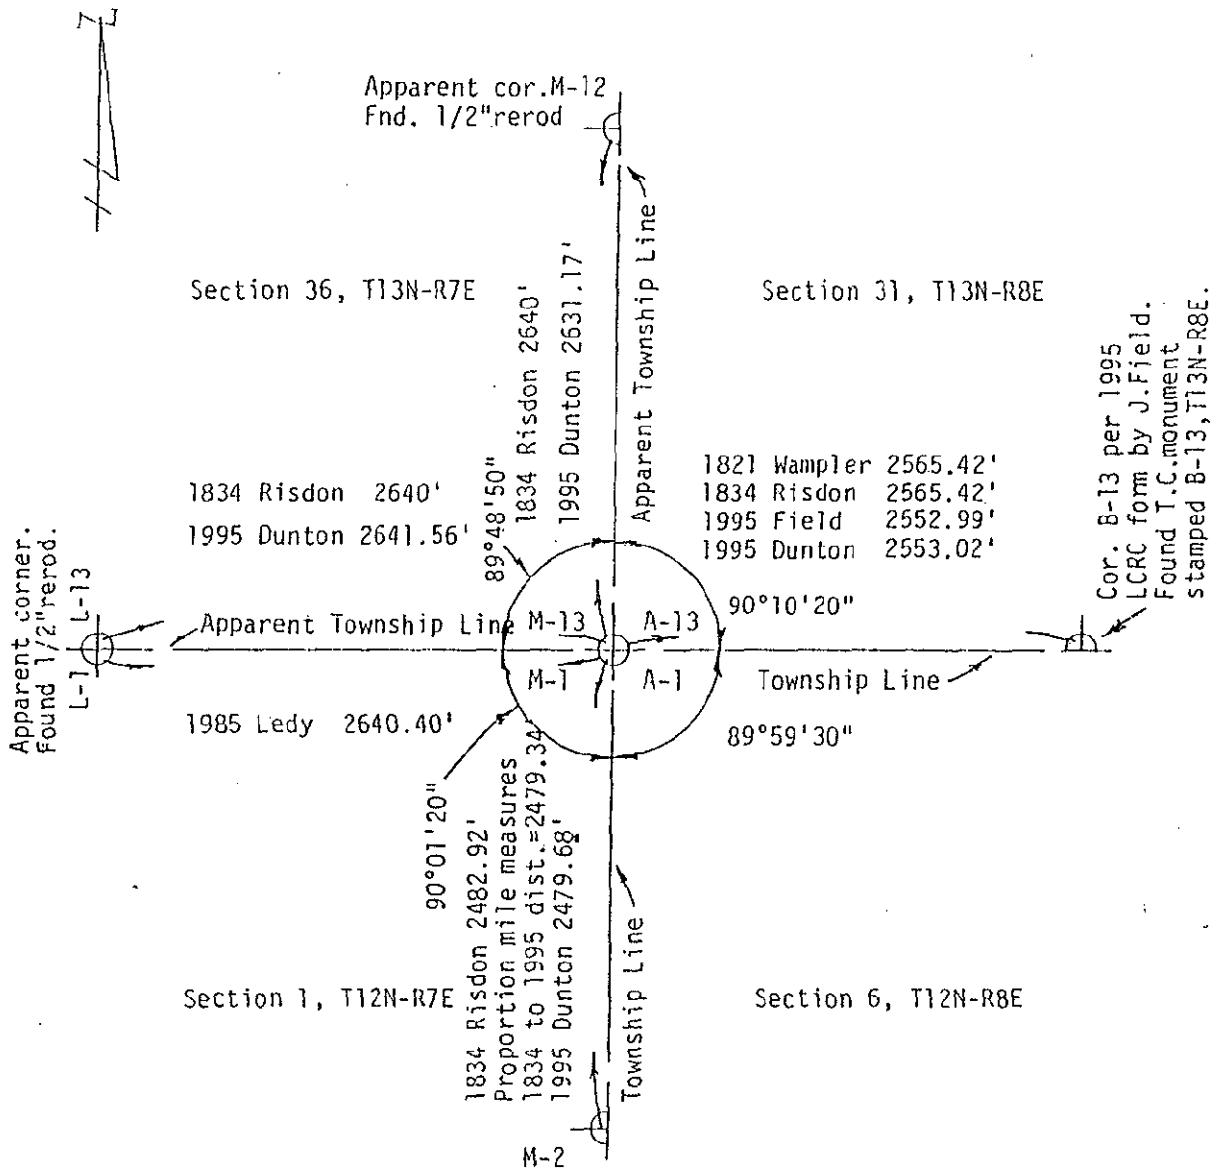 Apparent cor.M-12
Fnd. 1/2"rerod
Section 36, T13N-R7E
Section 31, T13N-R8E
1834 Risdon 2640'
1995 Dunton 2631.17'
Apparent Township Line
1834 Risdon 2640'
1995 Dunton 2641.56'
89°48'50"
1821 Wampler 2565.42'
1834 Risdon 2565.42'
1995 Field 2552.99'
1995 Dunton 2553.02'
90°10'20"
Cor. B-13 per 1995
LCRC form by J.Field.
Found T.C.monument
stamped B-13,T13N-R8E.
Apparent corner.
Found 1/2"rerod.
L-1 L-13
Apparent Township Line
M-13
A-13
M-1
A-1
Township Line
1985 Ledy 2640.40'
89°59'30"
90°01'20"
1834 Risdon 2482.92'
Proportion mile measures
1834 to 1995 dist.=2479.34
1995 Dunton 2479.68'
Township Line
Section 1, T12N-R7E
Section 6, T12N-R8E
M-2